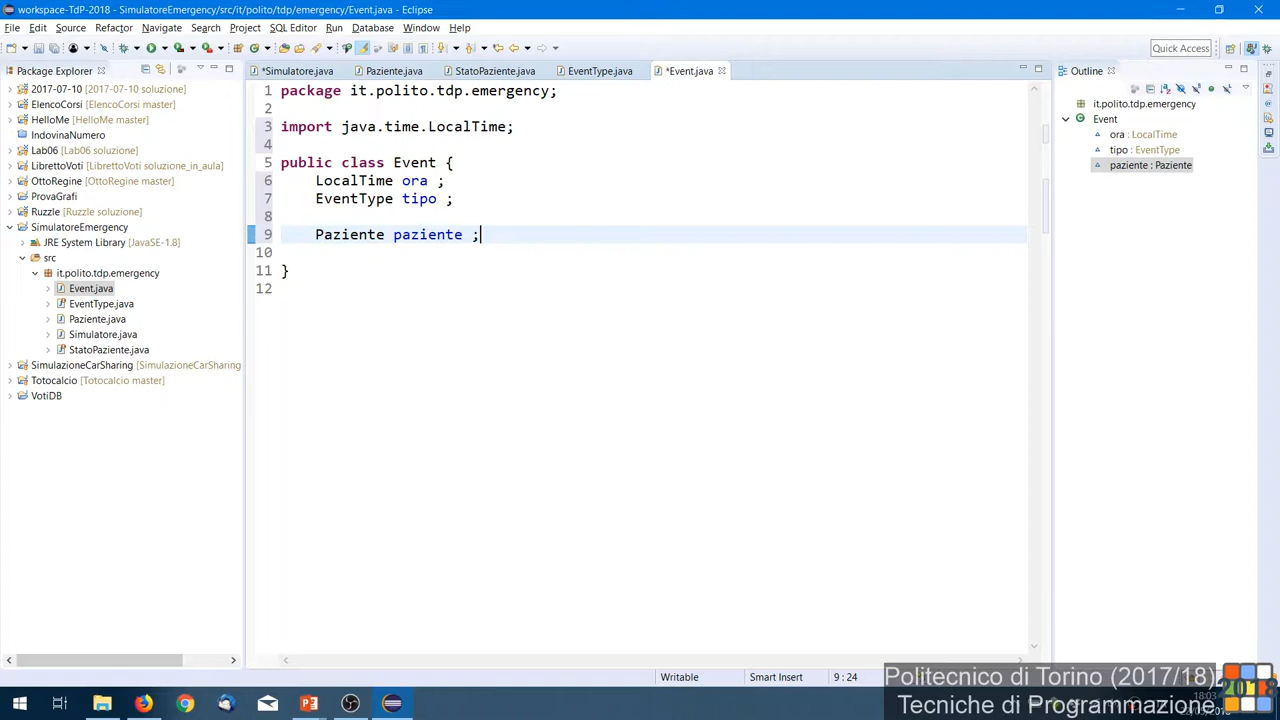 workspace-TdP-2018 - SimulatoreEmergency/src/it/polito/tdp/emergency/Event.java - Eclipse
File Edit Source Refactor Navigate Search Project SQL Editor Run Database Window Help
Quick Access
Package Explorer
*Simulatore.java Paziente.java StatoPaziente.java EventType.java *Event.java
Outline
2017-07-10 [2017-07-10 soluzione]
ElencoCorsi [ElencoCorsi master]
HelloMe [HelloMe master]
IndovinaNumero
Lab06 [Lab06 soluzione]
LibrettoVoti [LibrettoVoti soluzione_in_aula]
OttoRegine [OttoRegine master]
ProvaGrafi
Ruzzle [Ruzzle soluzione]
SimulatoreEmergency
JRE System Library [JavaSE-1.8]
src
it.polito.tdp.emergency
Event.java
EventType.java
Paziente.java
Simulatore.java
StatoPaziente.java
SimulazioneCarSharing [SimulazioneCarSharing
Totocalcio [Totocalcio master]
VotiDB
1 package it.polito.tdp.emergency;
2
3 import java.time.LocalTime;
4
5 public class Event {
6 LocalTime ora ;
7 EventType tipo ;
8
9 Paziente paziente ;
10
11 }
12
it.polito.tdp.emergency
Event
ora : LocalTime
tipo : EventType
paziente : Paziente
Writable Smart Insert 9 : 24
Politecnico di Torino (2017/18)
Tecniche di Programmazione
2018
18:03